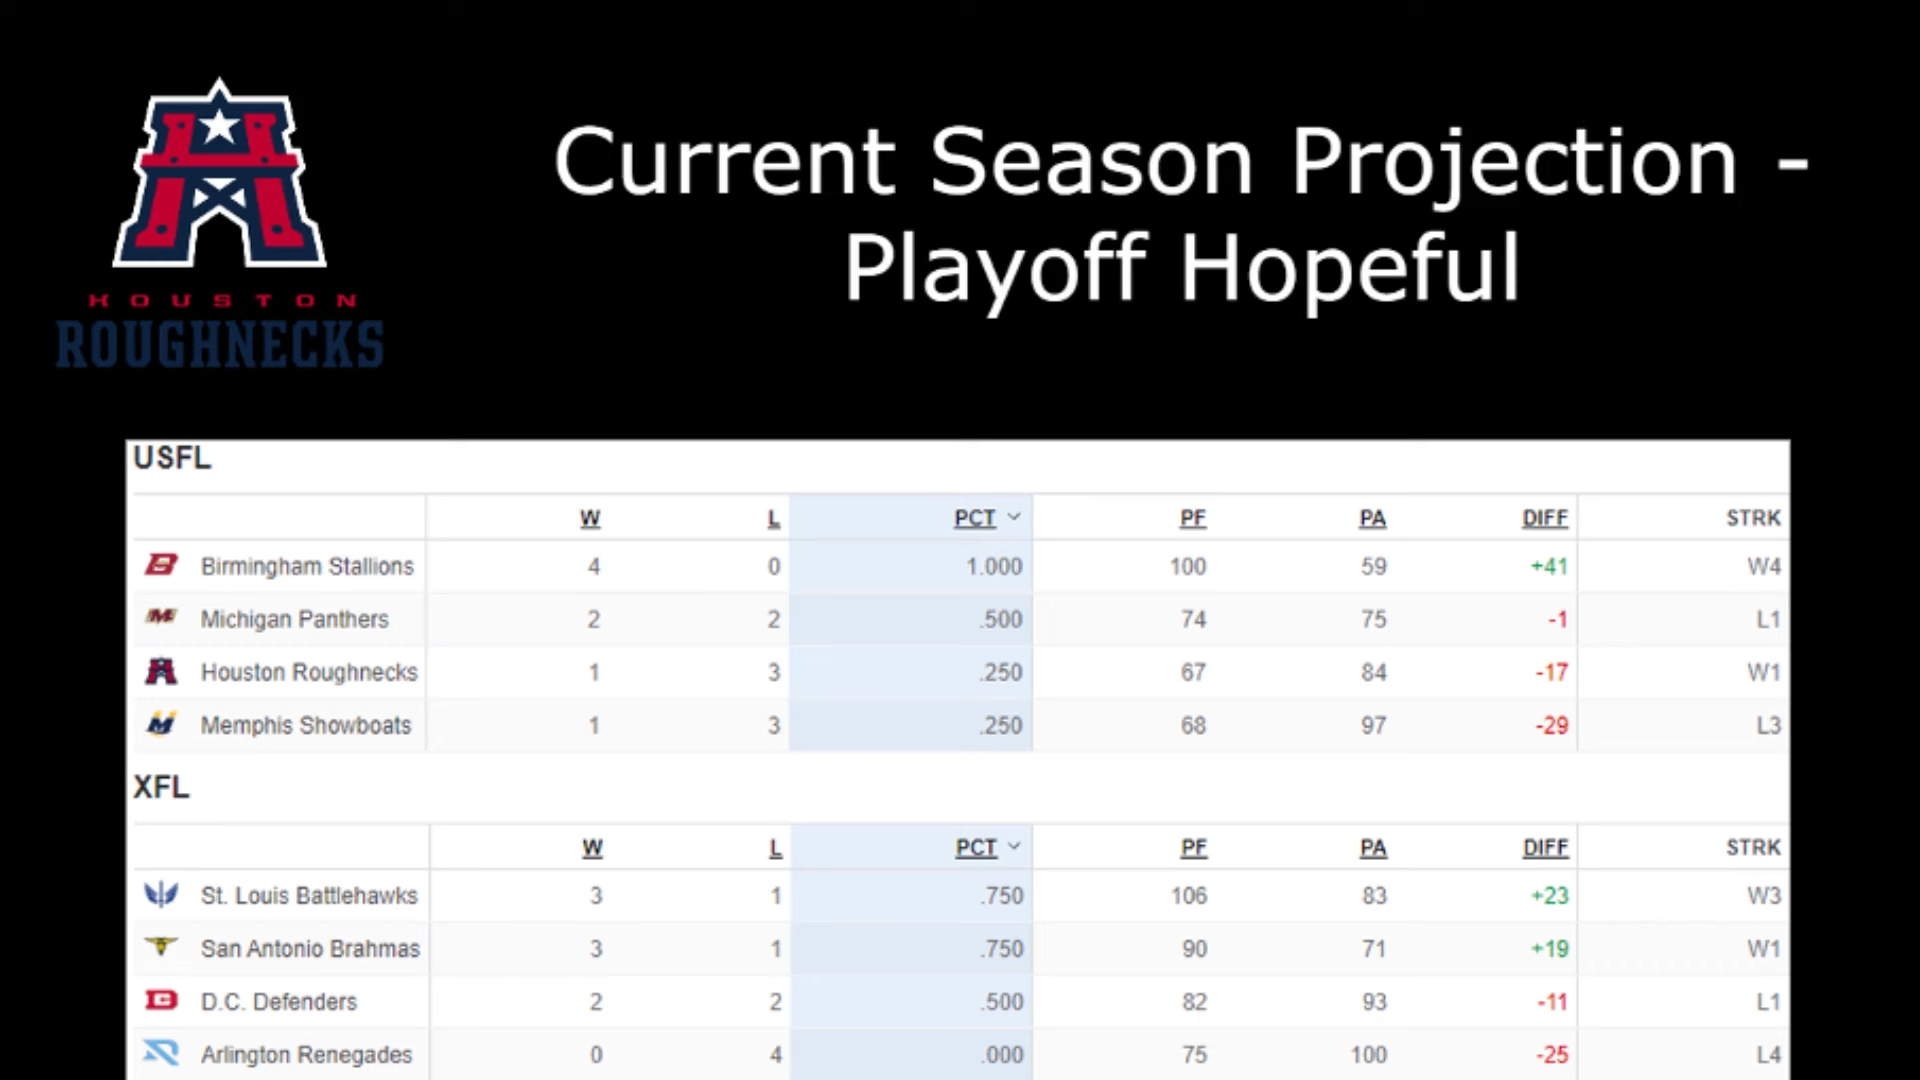 Current Season Projection -
Playoff Hopeful
HOUSTON
ROUGHNECKS
USFL
W L PCT PF PA DIFF STRK
Birmingham Stallions 4 0 1.000 100 59 +41 W4
Michigan Panthers 2 2 .500 74 75 -1 L1
Houston Roughnecks 1 3 .250 67 84 -17 W1
Memphis Showboats 1 3 .250 68 97 -29 L3
XFL
W L PCT PF PA DIFF STRK
St. Louis Battlehawks 3 1 .750 106 83 +23 W3
San Antonio Brahmas 3 1 .750 90 71 +19 W1
D.C. Defenders 2 2 .500 82 93 -11 L1
Arlington Renegades 0 4 .000 75 100 -25 L4